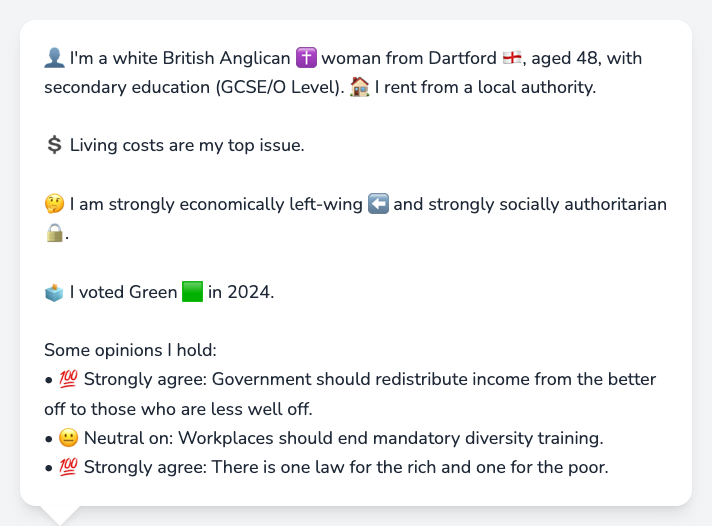 👤 I'm a white British Anglican ✝️ woman from Dartford 🏴󠁧󠁢󠁥󠁮󠁧󠁿, aged 48, with
secondary education (GCSE/O Level). 🏠 I rent from a local authority.
💲 Living costs are my top issue.
🤔 I am strongly economically left-wing ⬅️ and strongly socially authoritarian
🔒.
🗳️ I voted Green 🟩 in 2024.
Some opinions I hold:
• 💯 Strongly agree: Government should redistribute income from the better
off to those who are less well off.
• 😐 Neutral on: Workplaces should end mandatory diversity training.
• 💯 Strongly agree: There is one law for the rich and one for the poor.